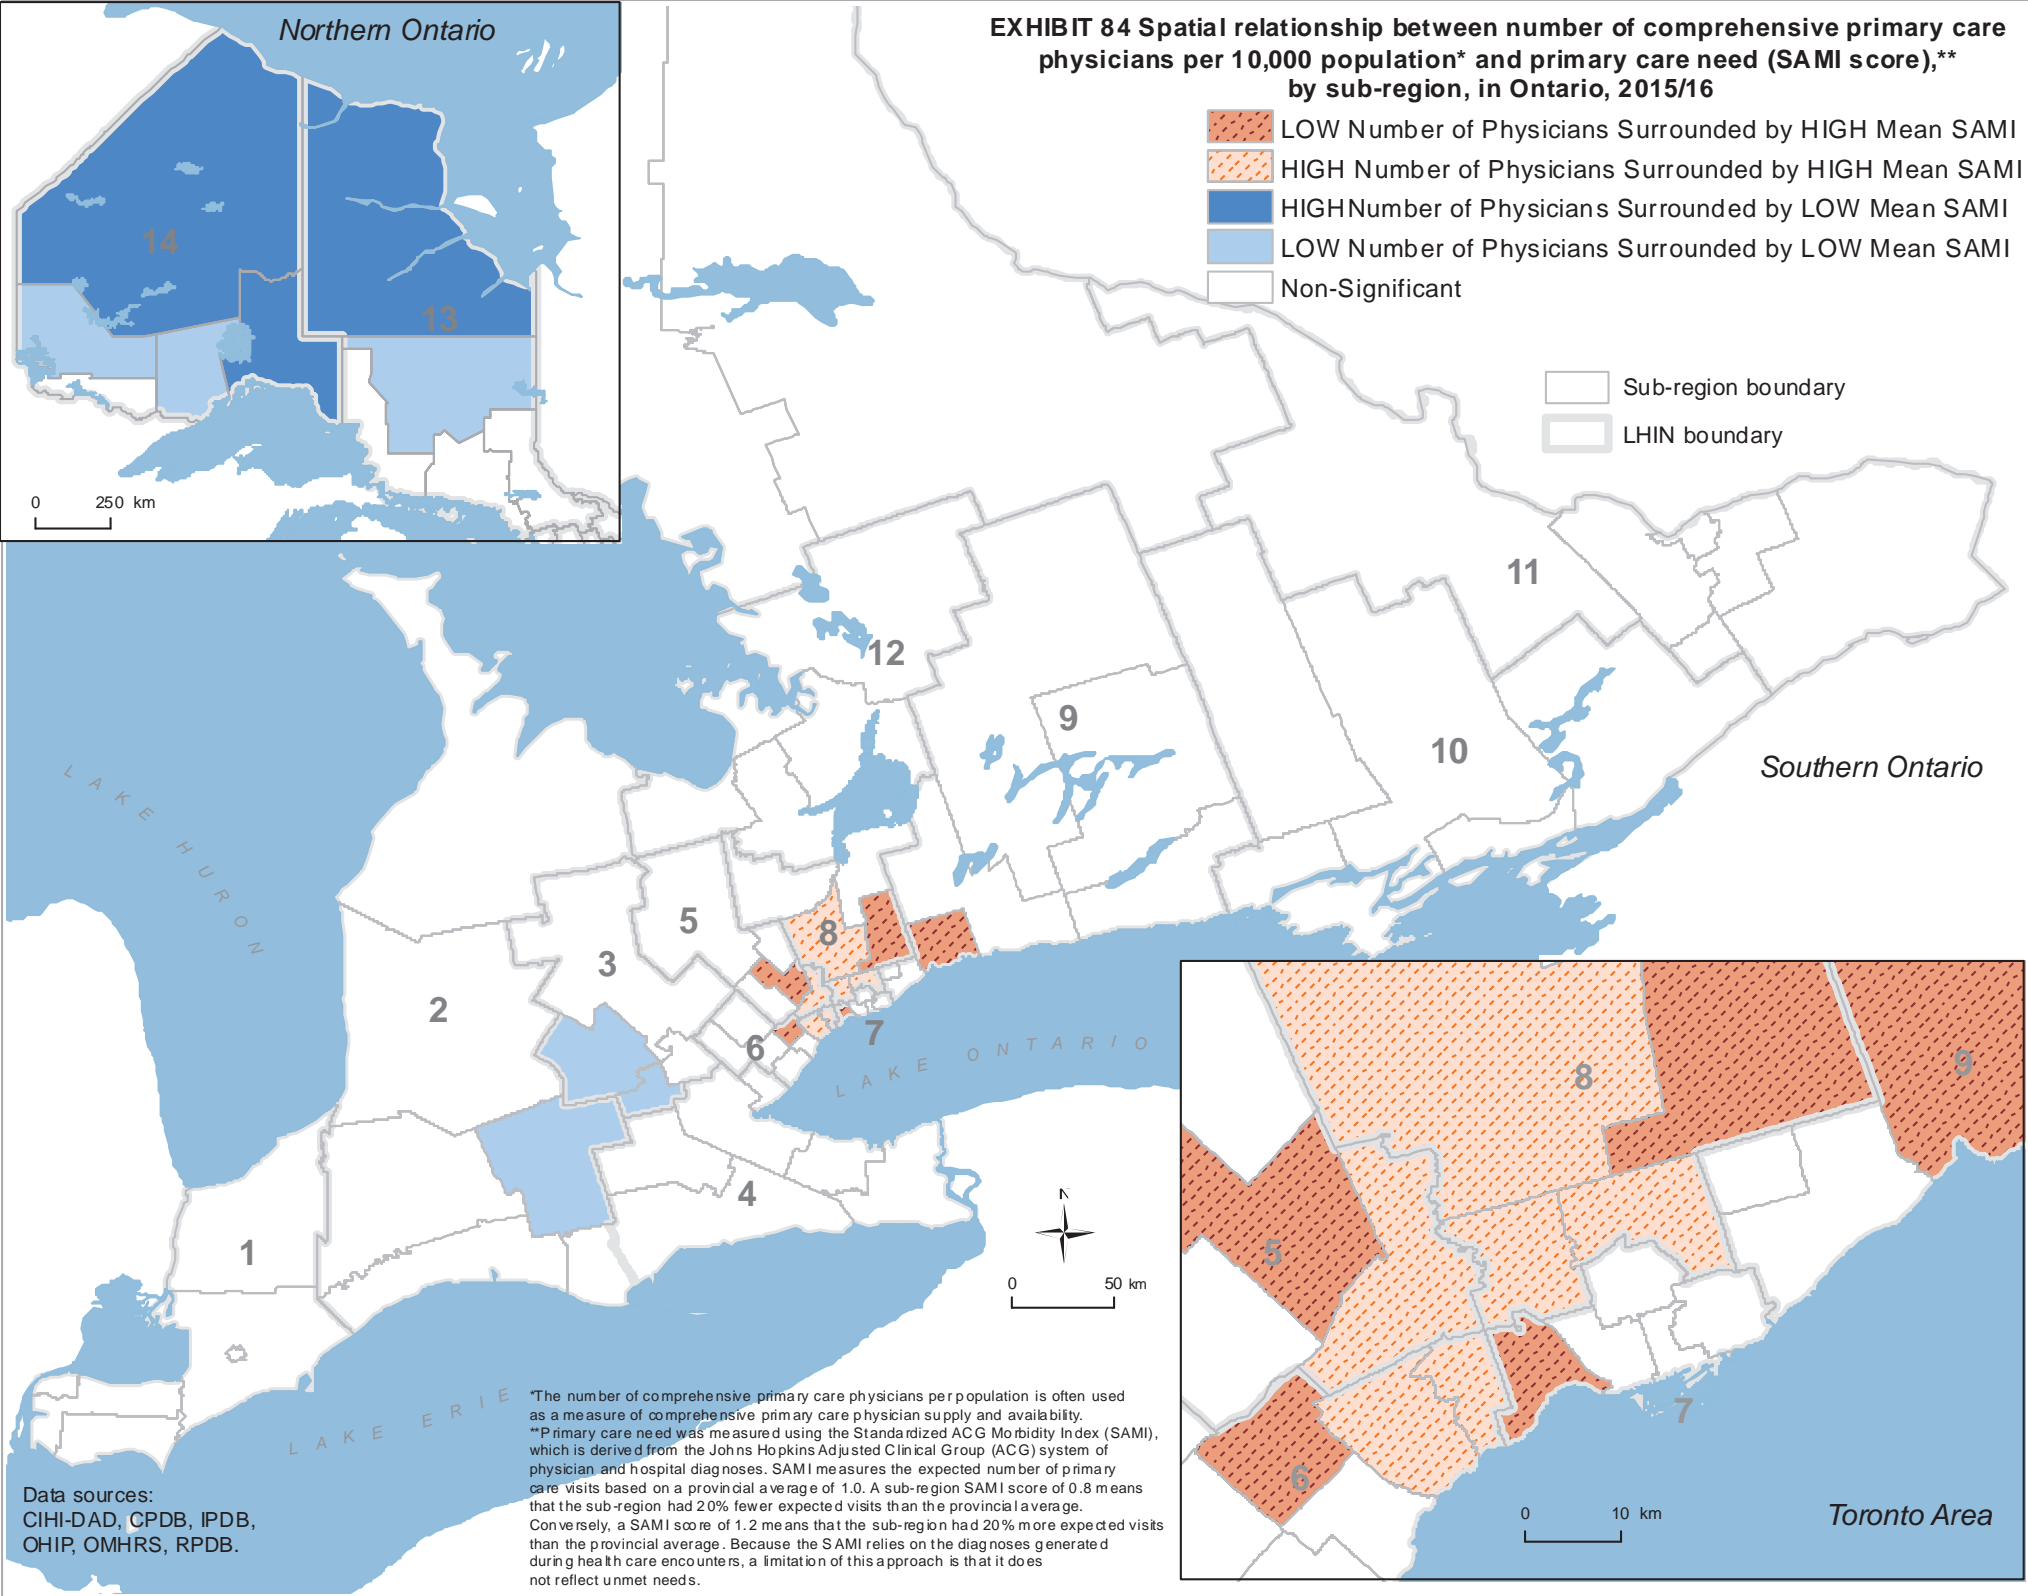 Northern Ontario
EXHIBIT 84 Spatial relationship between number of comprehensive primary care
physicians per 10,000 population* and primary care need (SAMI score),**
by sub-region, in Ontario, 2015/16
LOW Number of Physicians Surrounded by HIGH Mean SAMI
HIGH Number of Physicians Surrounded by HIGH Mean SAMI
HIGH Number of Physicians Surrounded by LOW Mean SAMI
LOW Number of Physicians Surrounded by LOW Mean SAMI
Non-Significant
Sub-region boundary
LHIN boundary
14
13
0 250 km
11
12
9
10
Southern Ontario
LAKE HURON
5
8
3
2
7
6
LAKE ONTARIO
4
1
N
0 50 km
LAKE ERIE
8
9
5
7
6
0 10 km
Toronto Area
*The number of comprehensive primary care physicians per population is often used
as a measure of comprehensive primary care physician supply and availability.
**Primary care need was measured using the Standardized ACG Morbidity Index (SAMI),
which is derived from the Johns Hopkins Adjusted Clinical Group (ACG) system of
physician and hospital diagnoses. SAMI measures the expected number of primary
care visits based on a provincial average of 1.0. A sub-region SAMI score of 0.8 means
that the sub-region had 20% fewer expected visits than the provincial average.
Conversely, a SAMI score of 1.2 means that the sub-region had 20% more expected visits
than the provincial average. Because the SAMI relies on the diagnoses generated
during health care encounters, a limitation of this approach is that it does
not reflect unmet needs.
Data sources:
CIHI-DAD, CPDB, IPDB,
OHIP, OMHRS, RPDB.